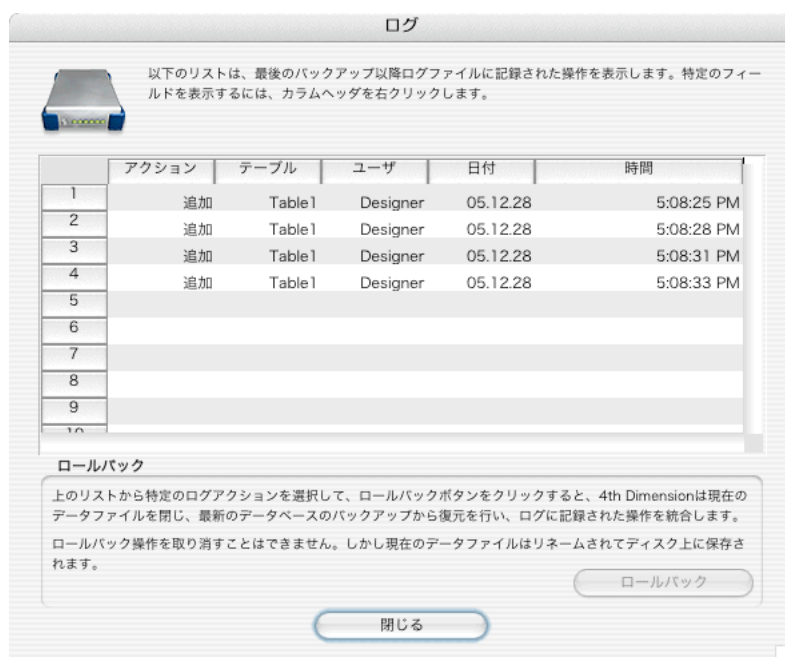 ログ
以下のリストは、最後のバックアップ以降ログファイルに記録された操作を表示します。特定のフィー
ルドを表示するには、カラムヘッダを右クリックします。
アクション テーブル ユーザ 日付 時間
1 追加 Table1 Designer 05.12.28 5:08:25 PM
2 追加 Table1 Designer 05.12.28 5:08:28 PM
3 追加 Table1 Designer 05.12.28 5:08:31 PM
4 追加 Table1 Designer 05.12.28 5:08:33 PM
5
6
7
8
9
10
ロールバック
上のリストから特定のログアクションを選択して、ロールバックボタンをクリックすると、4th Dimensionは現在の
データファイルを閉じ、最新のデータベースのバックアップから復元を行い、ログに記録された操作を統合します。
ロールバック操作を取り消すことはできません。しかし現在のデータファイルはリネームされてディスク上に保存さ
れます。
ロールバック
閉じる